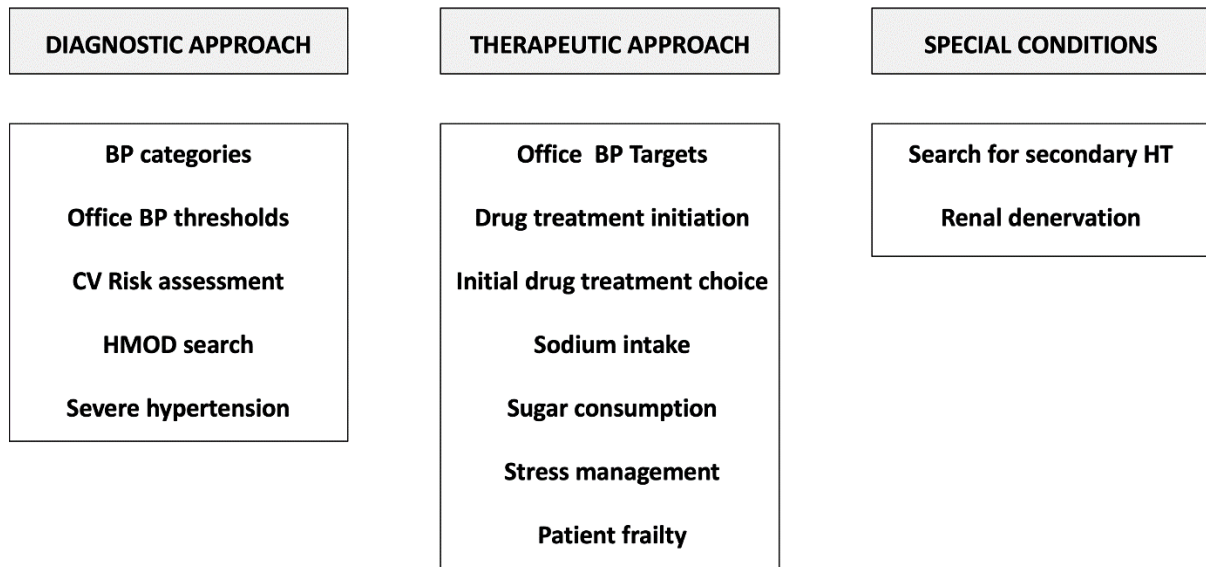 DIAGNOSTIC APPROACH
BP categories
Office BP thresholds
CV Risk assessment
HMOD search
Severe hypertension
THERAPEUTIC APPROACH
Office BP Targets
Drug treatment initiation
Initial drug treatment choice
Sodium intake
Sugar consumption
Stress management
Patient frailty
SPECIAL CONDITIONS
Search for secondary HT
Renal denervation